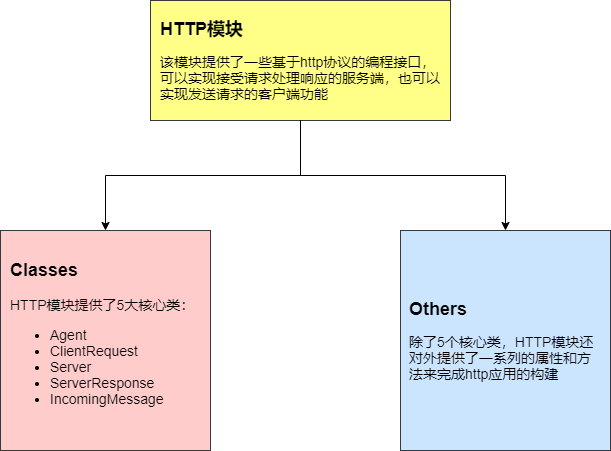 HTTP模块
该模块提供了一些基于http协议的编程接口，
可以实现接受请求处理响应的服务端，也可以
实现发送请求的客户端功能
Classes
HTTP模块提供了5大核心类：
Agent
ClientRequest
Server
ServerResponse
IncomingMessage
Others
除了5个核心类，HTTP模块还
对外提供了一系列的属性和方
法来完成http应用的构建